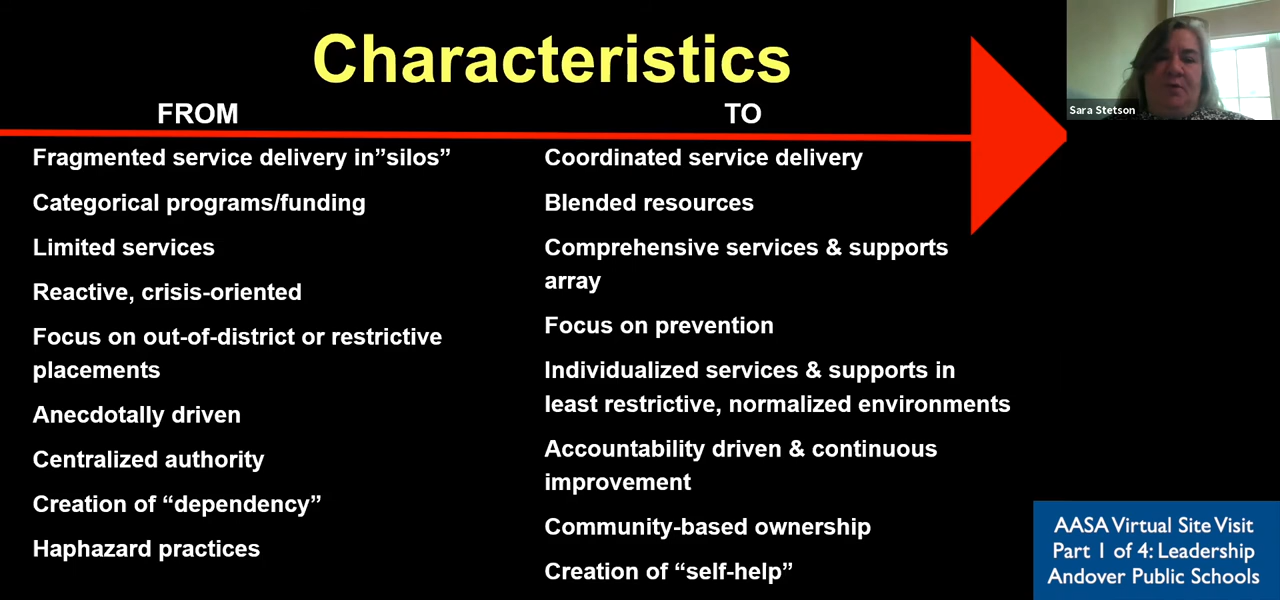 Characteristics
FROM
TO
Fragmented service delivery in”silos”
Categorical programs/funding
Limited services
Reactive, crisis-oriented
Focus on out-of-district or restrictive
placements
Anecdotally driven
Centralized authority
Creation of “dependency”
Haphazard practices
Coordinated service delivery
Blended resources
Comprehensive services & supports
array
Focus on prevention
Individualized services & supports in
least restrictive, normalized environments
Accountability driven & continuous
improvement
Community-based ownership
Creation of “self-help”
Sara Stetson
AASA Virtual Site Visit
Part 1 of 4: Leadership
Andover Public Schools